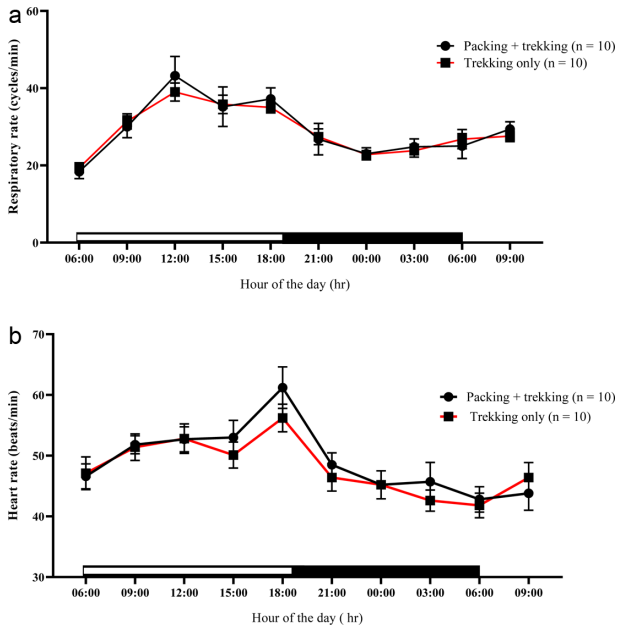 a
Respiratory rate (cycles/min)
60
40
20
0
Packing + trekking (n = 10)
Trekking only (n = 10)
06:00 09:00 12:00 15:00 18:00 21:00 00:00 03:00 06:00 09:00
Hour of the day (hr)
b
Heart rate (beats/min)
70
60
50
40
30
Packing + trekking (n = 10)
Trekking only (n = 10)
06:00 09:00 12:00 15:00 18:00 21:00 00:00 03:00 06:00 09:00
Hour of the day ( hr)